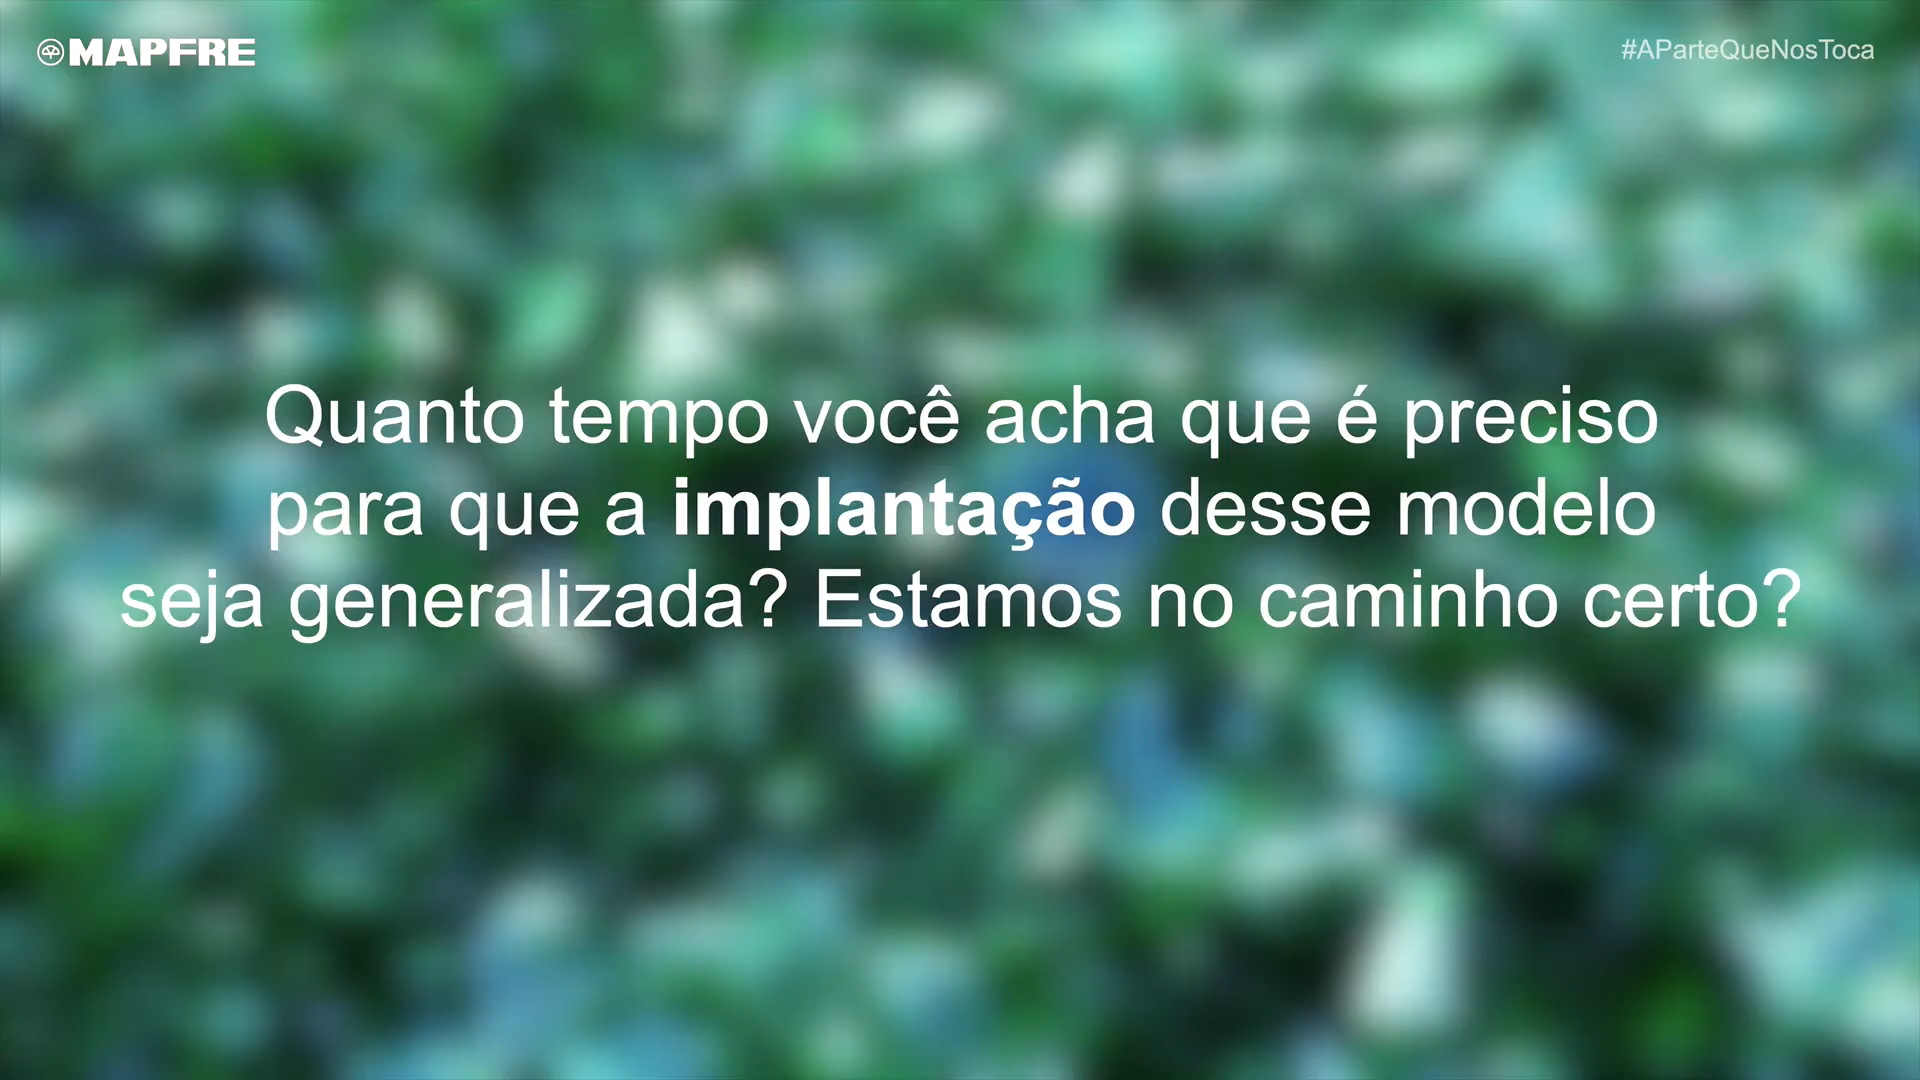 MAPFRE
#AParteQueNosToca
Quanto tempo você acha que é preciso
para que a implantação desse modelo
seja generalizada? Estamos no caminho certo?